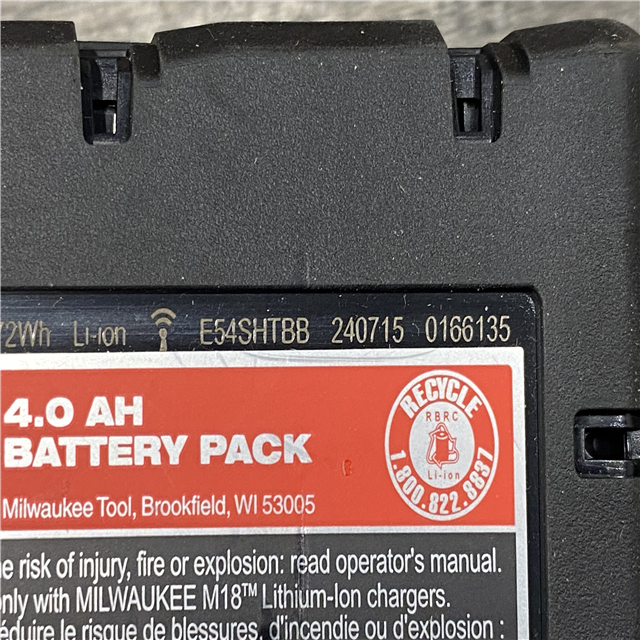 72Wh Li-ion E54SHTBB 240715 0166135
4.0 AH
BATTERY PACK
Milwaukee Tool, Brookfield, WI 53005
RECYCLE
RBRC
Li-ion
1.800.822.8837
risk of injury, fire or explosion: read operator's manual.
only with MILWAUKEE M18™ Lithium-Ion chargers.
réduire le risque de blessures, d'incendie ou d'explosion :